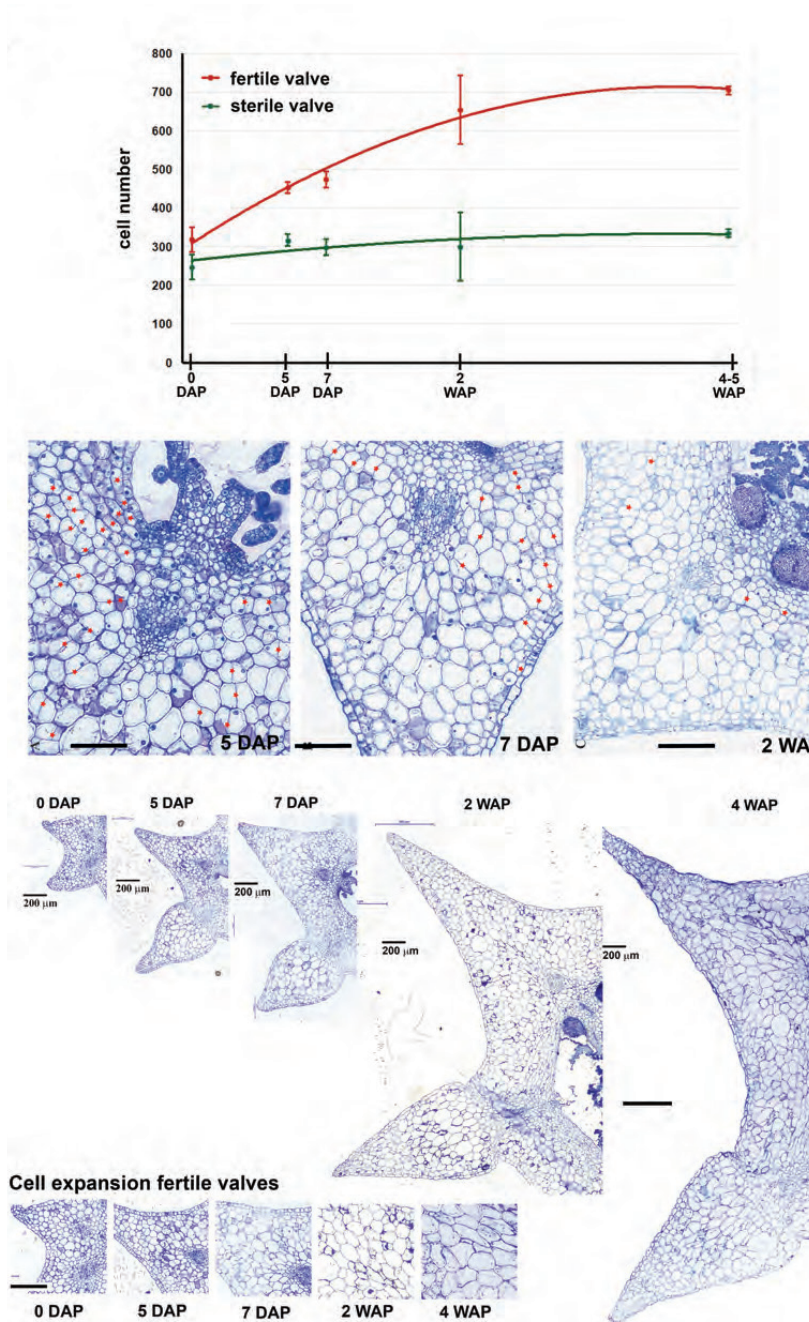 800
700
600
500
400
300
200
100
0
cell number
fertile valve
sterile valve
0 DAP
5 DAP
7 DAP
2 WAP
4-5 WAP
5 DAP
7 DAP
C
2 WA
0 DAP
5 DAP
7 DAP
2 WAP
4 WAP
200 μm
200 μm
200 μm
200 μm
200 μm
Cell expansion fertile valves
0 DAP
5 DAP
7 DAP
2 WAP
4 WAP